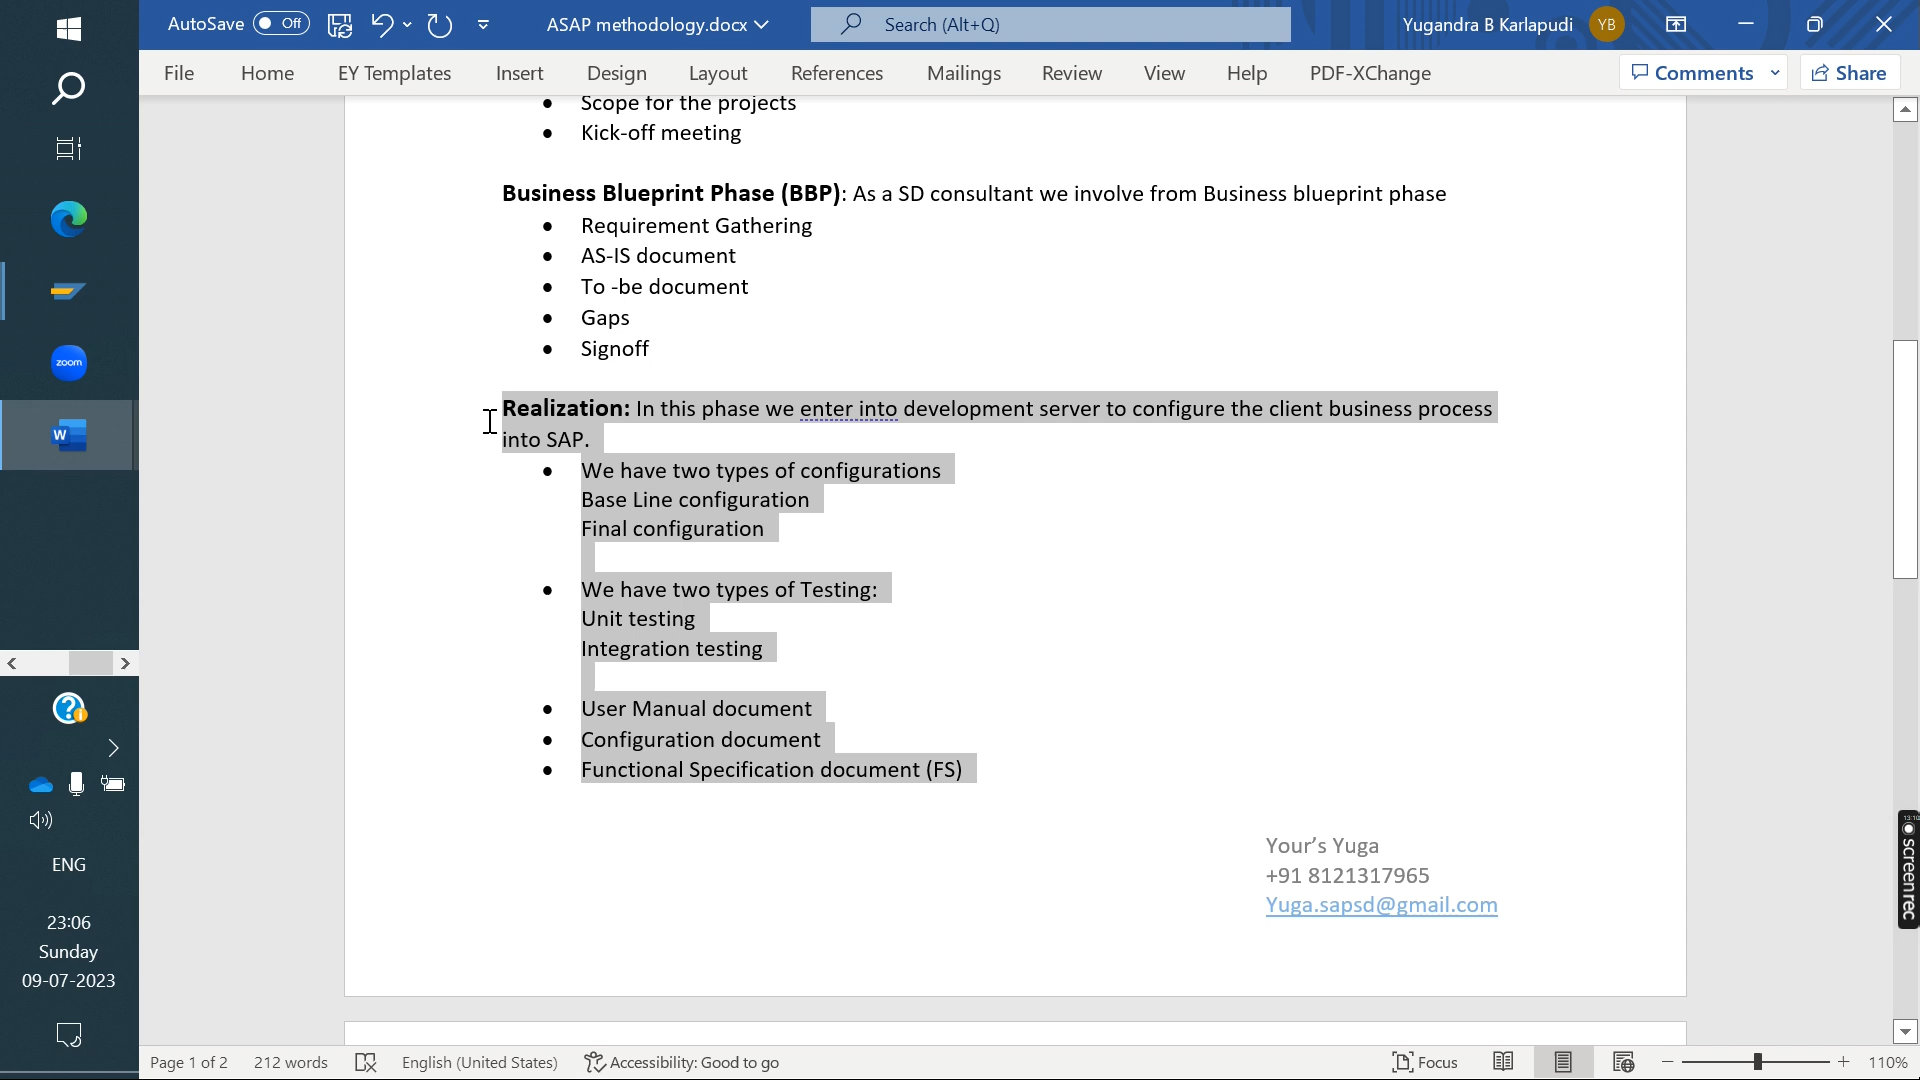 AutoSave Off ASAP methodology.docx Search (Alt+Q) Yugandra B Karlapudi YB
File Home EY Templates Insert Design Layout References Mailings Review View Help PDF-XChange Comments Share
• Scope for the projects
• Kick-off meeting
Business Blueprint Phase (BBP): As a SD consultant we involve from Business blueprint phase
• Requirement Gathering
• AS-IS document
• To -be document
• Gaps
• Signoff
Realization: In this phase we enter into development server to configure the client business process
into SAP.
• We have two types of configurations
Base Line configuration
Final configuration
• We have two types of Testing:
Unit testing
Integration testing
• User Manual document
• Configuration document
• Functional Specification document (FS)
Your's Yuga
+91 8121317965
Yuga.sapsd@gmail.com
zoom
W
ENG
23:06
Sunday
09-07-2023
13:10
screenrec
Page 1 of 2 212 words English (United States) Accessibility: Good to go Focus 110%